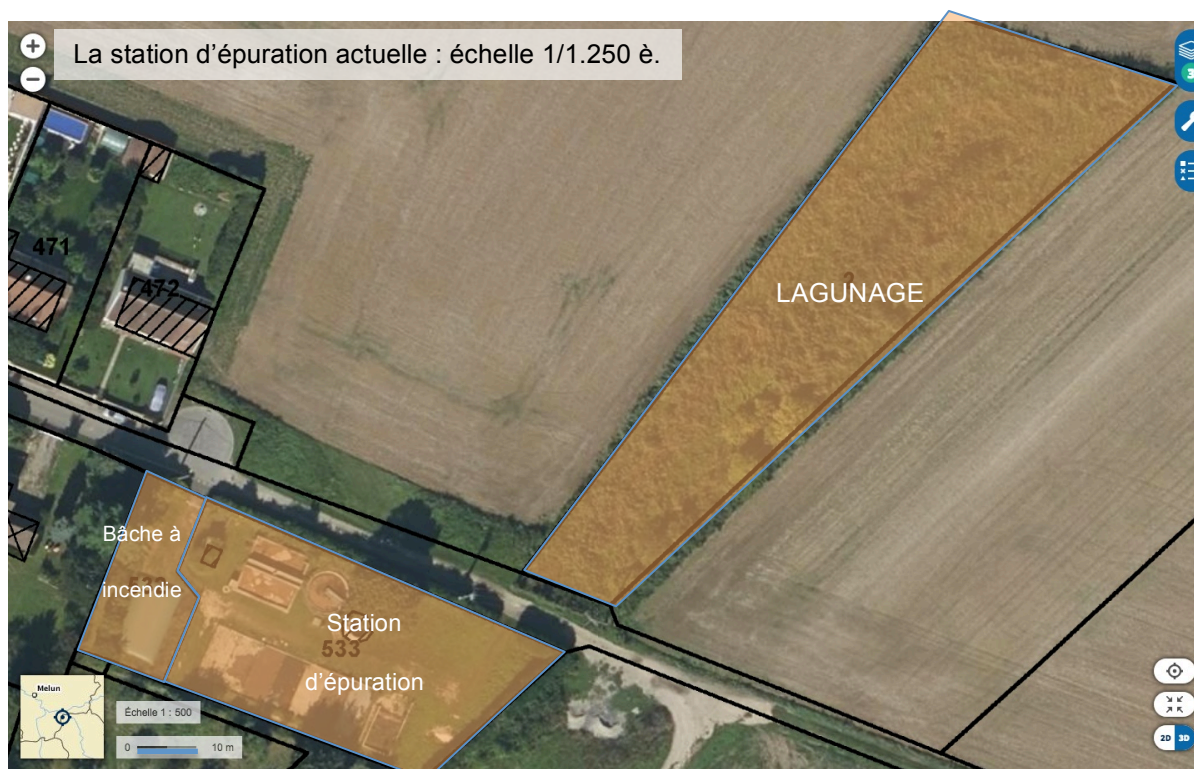 La station d'épuration actuelle : échelle 1/1.250 è.
471
472
2
LAGUNAGE
Bâche à
incendie
Station
533
d'épuration
Melun
Échelle 1 : 500
0 10 m
2D 3D